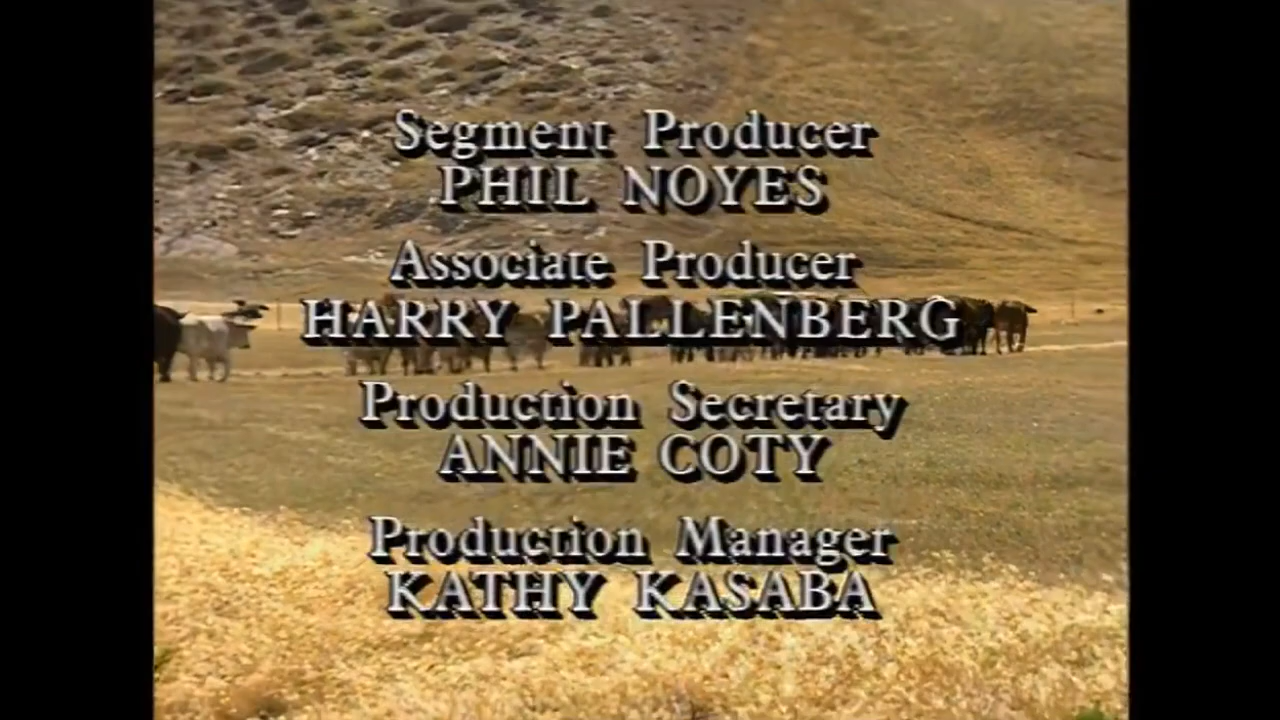 Segment Producer
PHIL NOYES
Associate Producer
HARRY PALLENBERG
Production Secretary
ANNIE COTY
Production Manager
KATHY KASABA